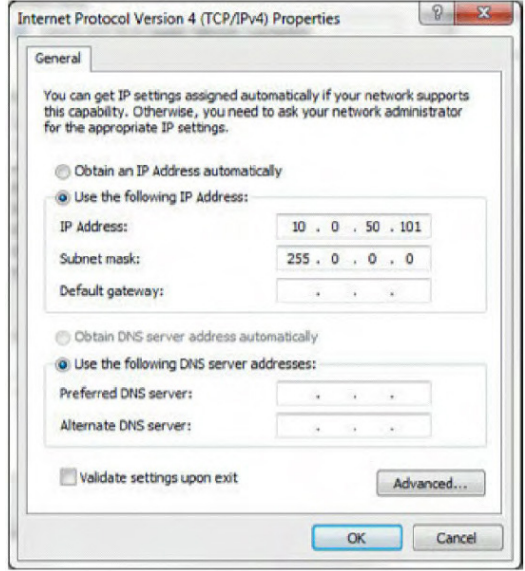 Internet Protocol Version 4 (TCP/IPv4) Properties
General
You can get IP settings assigned automatically if your network supports
this capability. Otherwise, you need to ask your network administrator
for the appropriate IP settings.
Obtain an IP Address automatically
Use the following IP Address:
IP Address: 10 . 0 . 50 . 101
Subnet mask: 255 . 0 . 0 . 0
Default gateway: . . .
Obtain DNS server address automatically
Use the following DNS server addresses:
Preferred DNS server: . . .
Alternate DNS server: . . .
Validate settings upon exit
Advanced...
OK Cancel